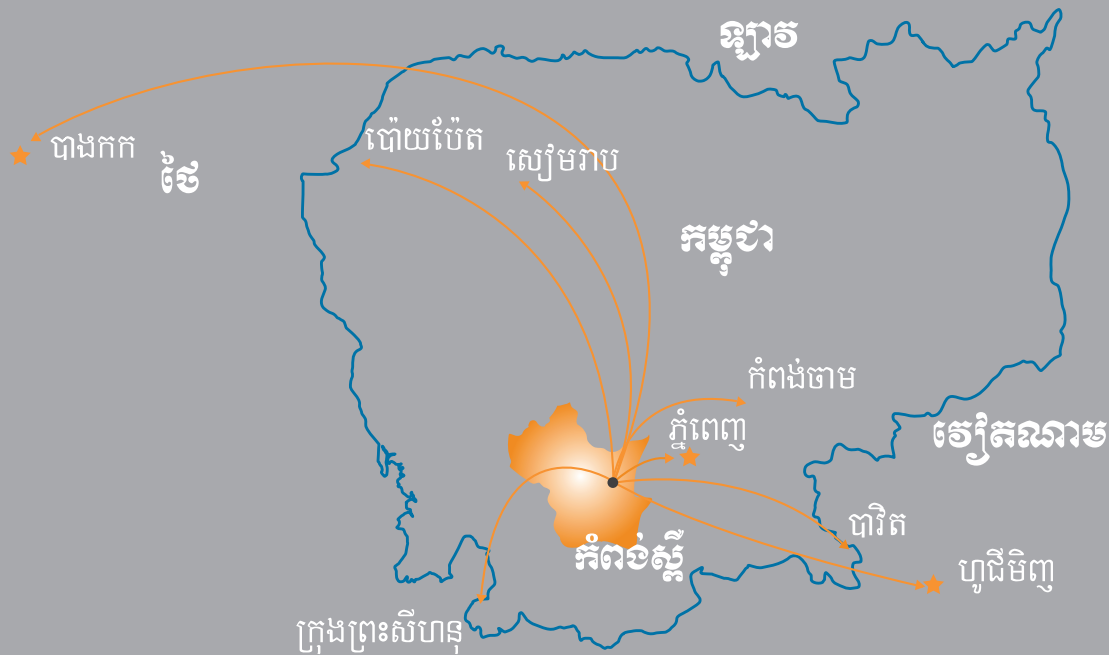 ឡាវ
បាងកក
ថៃ
ប៉ោយប៉ែត
សៀមរាប
កម្ពុជា
កំពង់ចាម
ភ្នំពេញ
វៀតណាម
បាវិត
កំពង់ស្ពឺ
ហូជីមិញ
ក្រុងព្រះសីហនុ